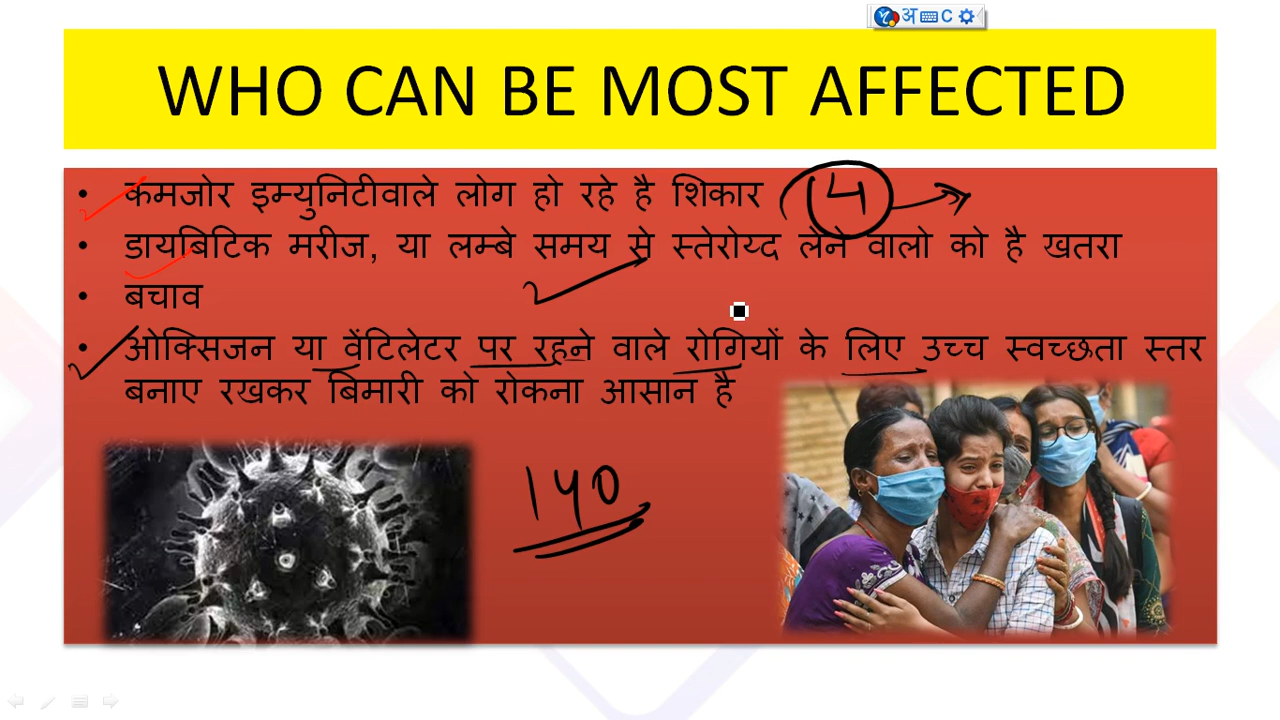 अ C
WHO CAN BE MOST AFFECTED
• कमजोर इम्युनिटीवाले लोग हो रहे है शिकार 14
• डायबिटिक मरीज, या लम्बे समय से स्तेरोय्द लेने वालो को है खतरा
• बचाव
• ओक्सिजन या वेंटिलेटर पर रहने वाले रोगियों के लिए उच्च स्वच्छता स्तर
बनाए रखकर बिमारी को रोकना आसान है
140